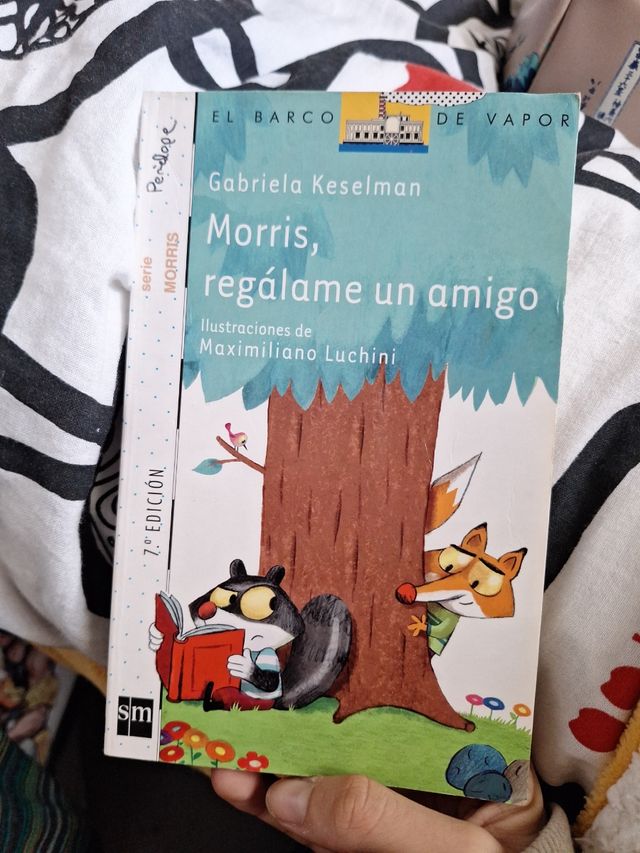 EL BARCO DE VAPOR
Gabriela Keselman
Morris,
regálame un amigo
Ilustraciones de
Maximiliano Luchini
Penélope
serie
MORRIS
7.ª EDICIÓN
sm